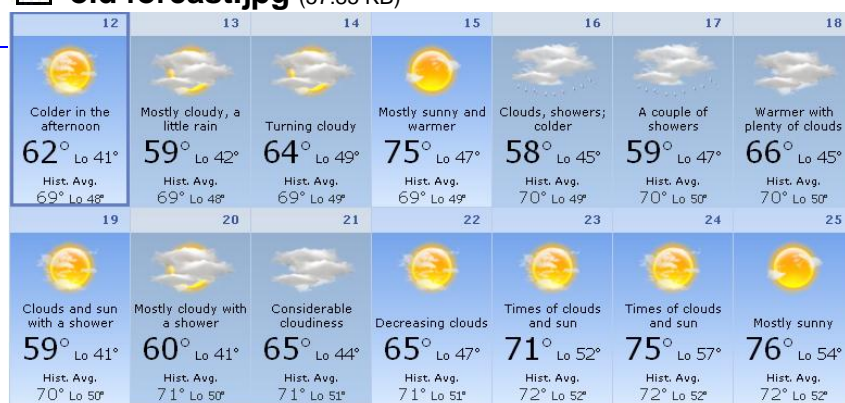 old forcast.jpg
12
Colder in the
afternoon
62° Lo 41°
Hist. Avg.
69° Lo 48°
13
Mostly cloudy, a
little rain
59° Lo 42°
Hist. Avg.
69° Lo 48°
14
Turning cloudy
64° Lo 49°
Hist. Avg.
69° Lo 49°
15
Mostly sunny and
warmer
75° Lo 47°
Hist. Avg.
69° Lo 49°
16
Clouds, showers;
colder
58° Lo 45°
Hist. Avg.
70° Lo 49°
17
A couple of
showers
59° Lo 47°
Hist. Avg.
70° Lo 50°
18
Warmer with
plenty of clouds
66° Lo 45°
Hist. Avg.
70° Lo 50°
19
Clouds and sun
with a shower
59° Lo 41°
Hist. Avg.
70° Lo 50°
20
Mostly cloudy with
a shower
60° Lo 41°
Hist. Avg.
71° Lo 50°
21
Considerable
cloudiness
65° Lo 44°
Hist. Avg.
71° Lo 51°
22
Decreasing clouds
65° Lo 47°
Hist. Avg.
71° Lo 51°
23
Times of clouds
and sun
71° Lo 52°
Hist. Avg.
72° Lo 52°
24
Times of clouds
and sun
75° Lo 57°
Hist. Avg.
72° Lo 52°
25
Mostly sunny
76° Lo 54°
Hist. Avg.
72° Lo 52°